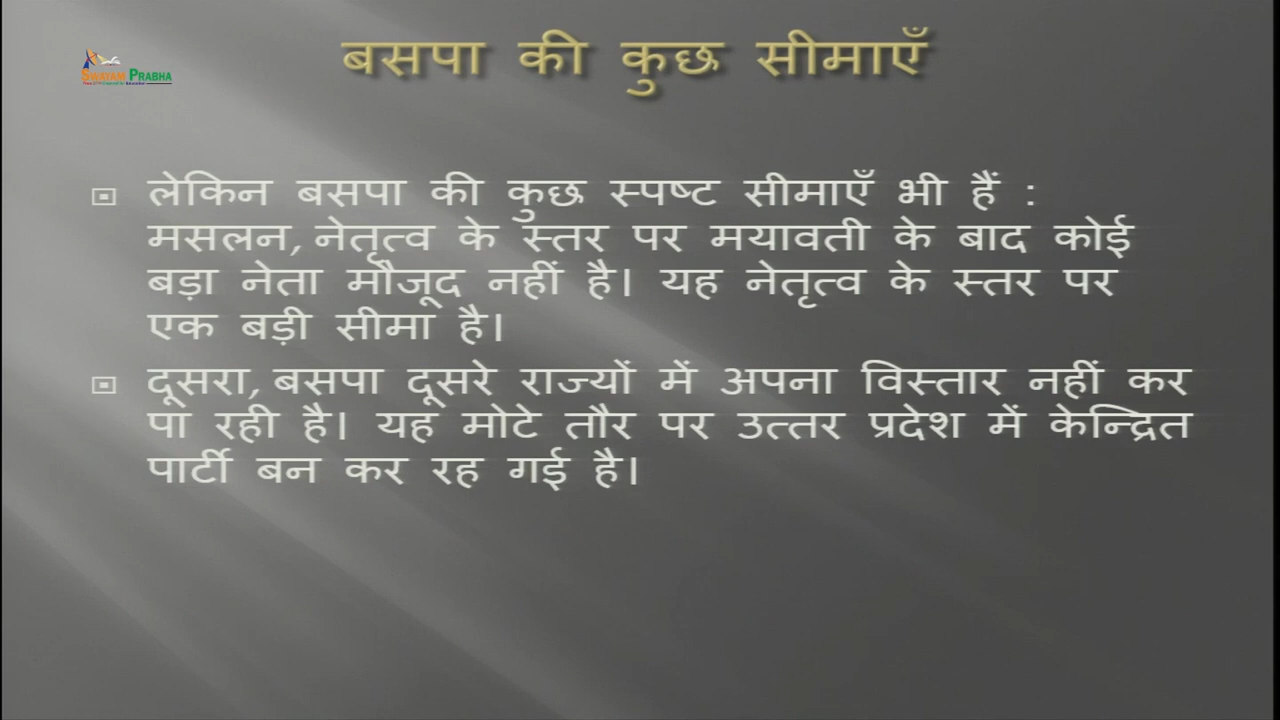 बसपा की कुछ सीमाएँ
SWAYAM PRABHA
लेकिन बसपा की कुछ स्पष्ट सीमाएँ भी हैं :
मसलन, नेतृत्व के स्तर पर मयावती के बाद कोई
बड़ा नेता मौजूद नहीं है। यह नेतृत्व के स्तर पर
एक बड़ी सीमा है।
दूसरा, बसपा दूसरे राज्यों में अपना विस्तार नहीं कर
पा रही है। यह मोटे तौर पर उत्तर प्रदेश में केन्द्रित
पार्टी बन कर रह गई है।